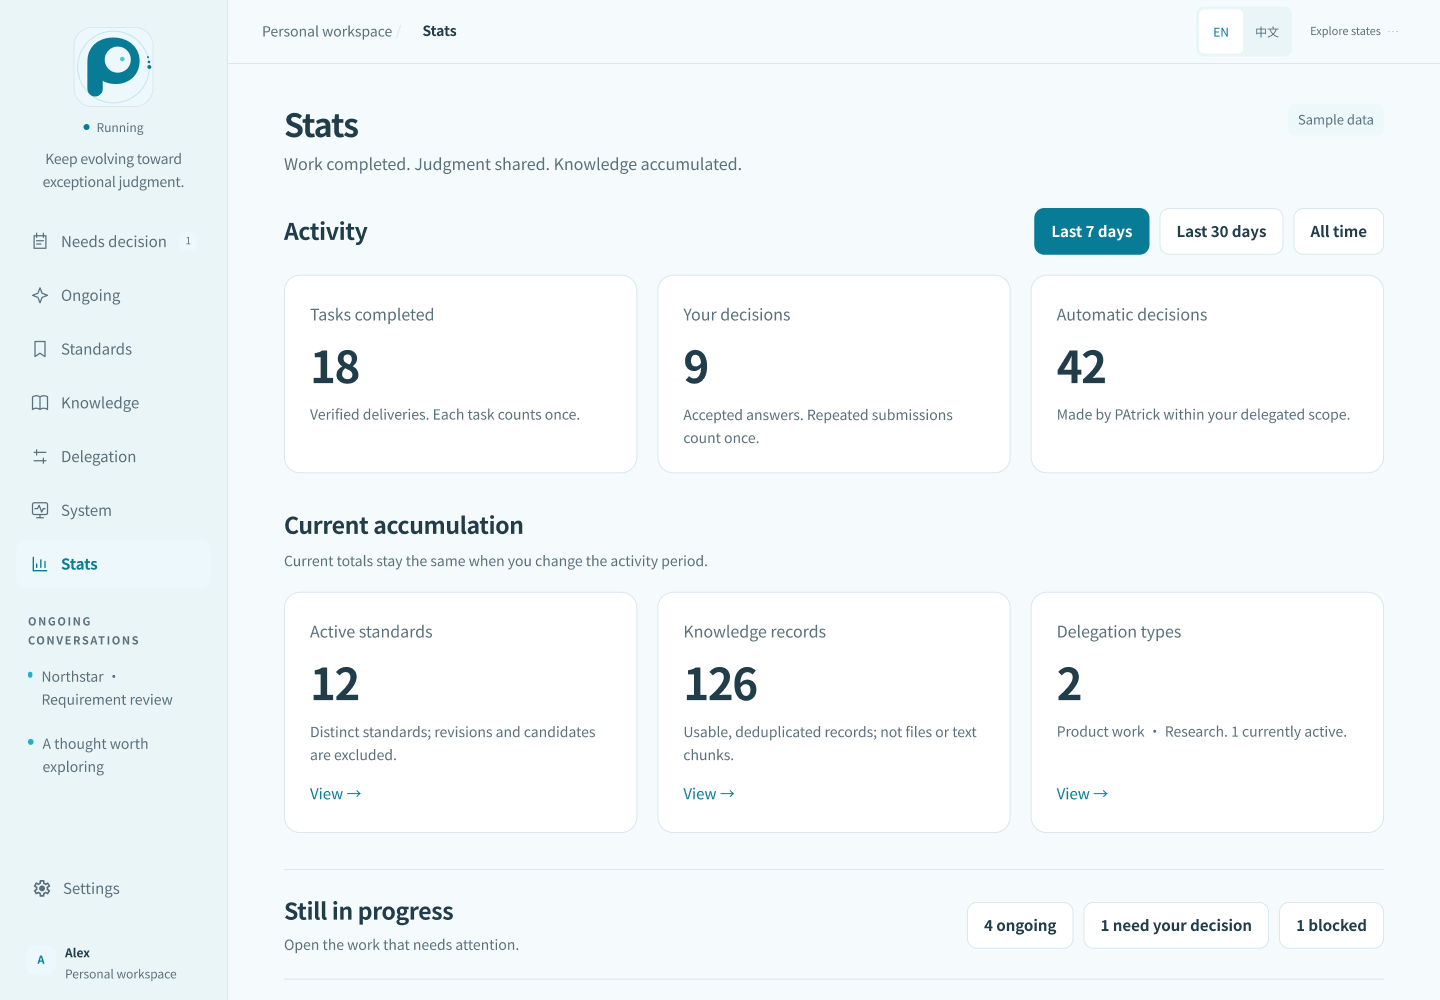 Running
Keep evolving toward
exceptional judgment.
Needs decision 1
Ongoing
Standards
Knowledge
Delegation
System
Stats
ONGOING
CONVERSATIONS
Northstar •
Requirement review
A thought worth
exploring
Settings
A
Alex
Personal workspace
Personal workspace / Stats
EN 中文 Explore states ···
Stats
Sample data
Work completed. Judgment shared. Knowledge accumulated.
Activity
Last 7 days Last 30 days All time
Tasks completed
18
Verified deliveries. Each task counts once.
Your decisions
9
Accepted answers. Repeated submissions
count once.
Automatic decisions
42
Made by PAtrick within your delegated scope.
Current accumulation
Current totals stay the same when you change the activity period.
Active standards
12
Distinct standards; revisions and candidates
are excluded.
View →
Knowledge records
126
Usable, deduplicated records; not files or text
chunks.
View →
Delegation types
2
Product work • Research. 1 currently active.
View →
Still in progress
Open the work that needs attention.
4 ongoing 1 need your decision 1 blocked